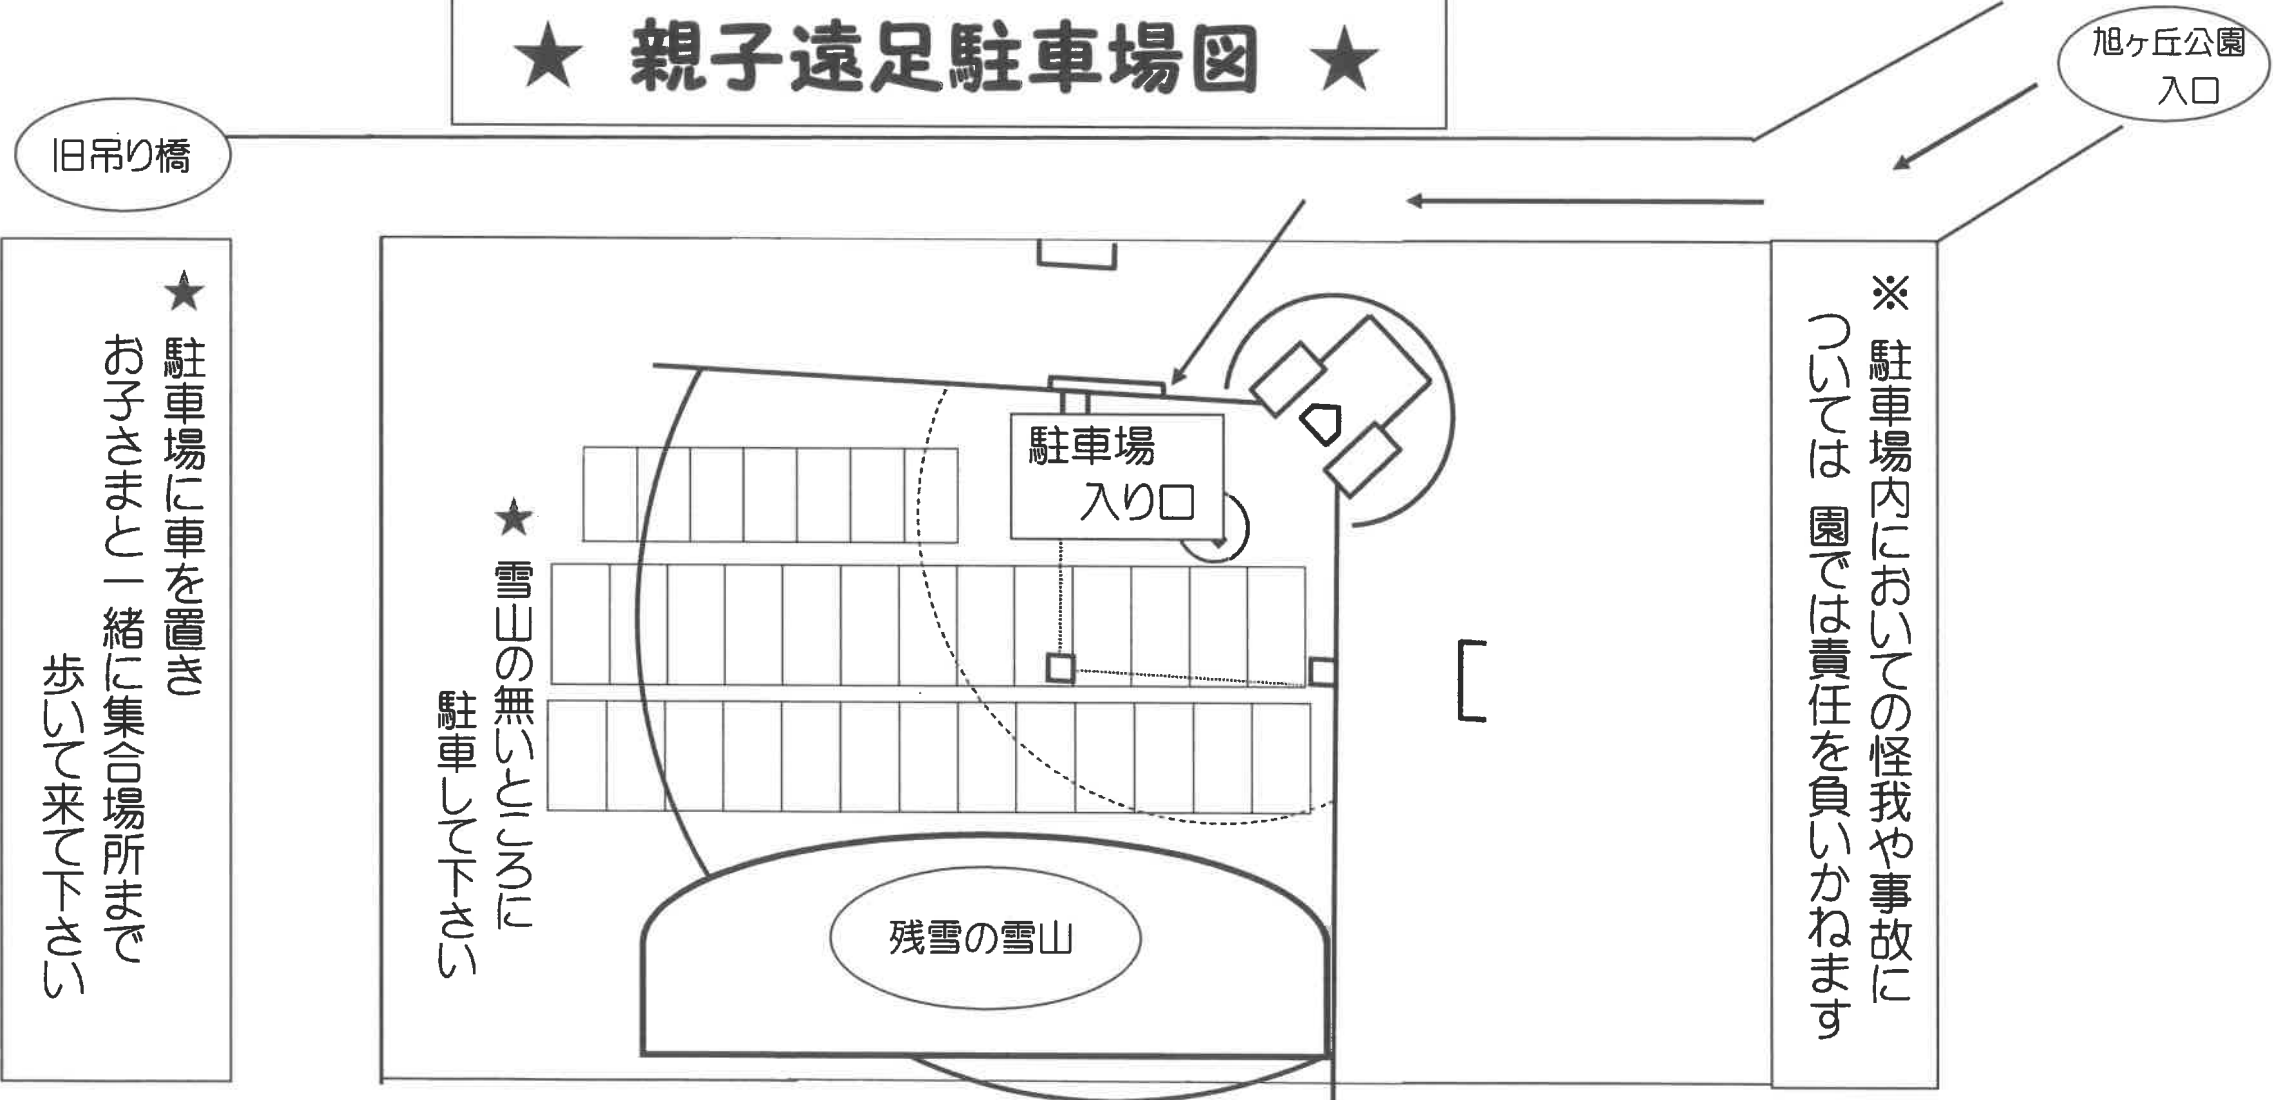 ★ 親子遠足駐車場図 ★
旭ヶ丘公園
入口
旧吊り橋
※ 駐車場内においての怪我や事故に
ついては 園では責任を負いかねます
駐車場
入り口
★ 雪山の無いところに
駐車して下さい
残雪の雪山
★ 駐車場に車を置き
お子さまと一緒に集合場所まで
歩いて来て下さい